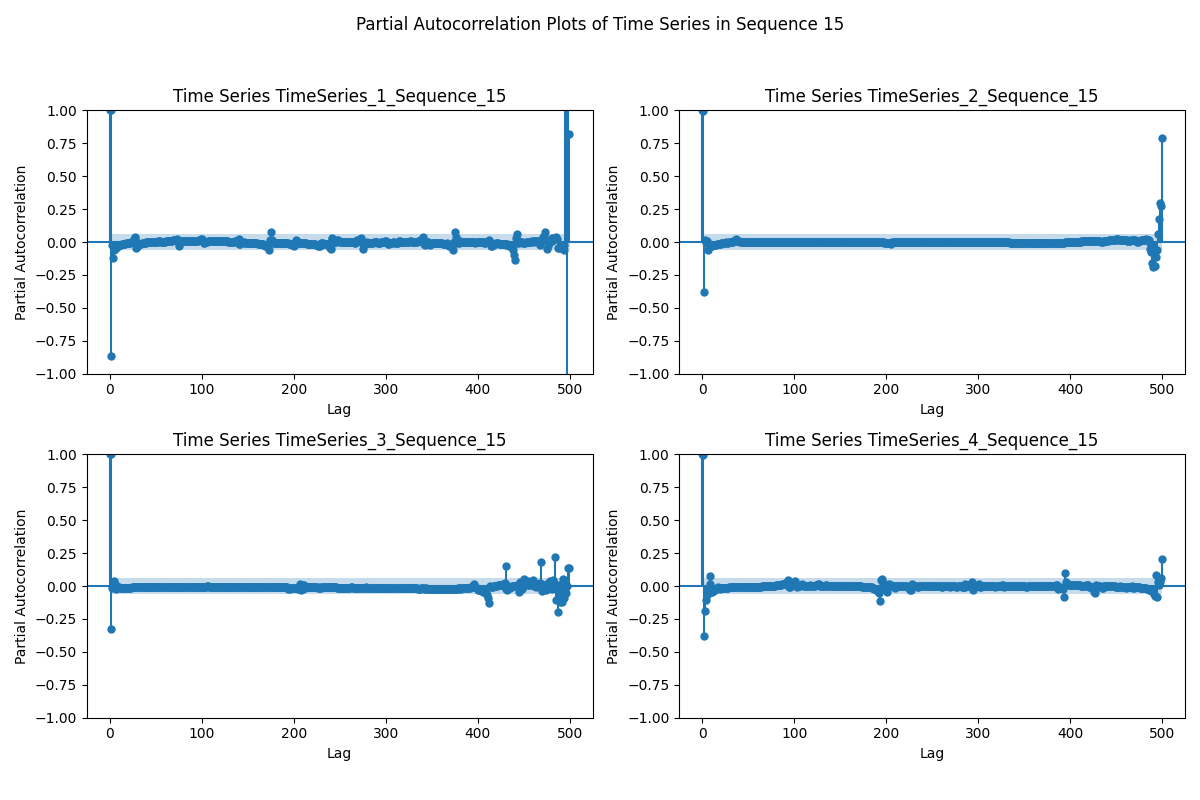 Partial Autocorrelation Plots of Time Series in Sequence 15
Time Series TimeSeries_1_Sequence_15
1.00
0.75
0.50
0.25
0.00
−0.25
−0.50
−0.75
−1.00
Partial Autocorrelation
0 100 200 300 400 500
Lag
Time Series TimeSeries_2_Sequence_15
1.00
0.75
0.50
0.25
0.00
−0.25
−0.50
−0.75
−1.00
Partial Autocorrelation
0 100 200 300 400 500
Lag
Time Series TimeSeries_3_Sequence_15
1.00
0.75
0.50
0.25
0.00
−0.25
−0.50
−0.75
−1.00
Partial Autocorrelation
0 100 200 300 400 500
Lag
Time Series TimeSeries_4_Sequence_15
1.00
0.75
0.50
0.25
0.00
−0.25
−0.50
−0.75
−1.00
Partial Autocorrelation
0 100 200 300 400 500
Lag